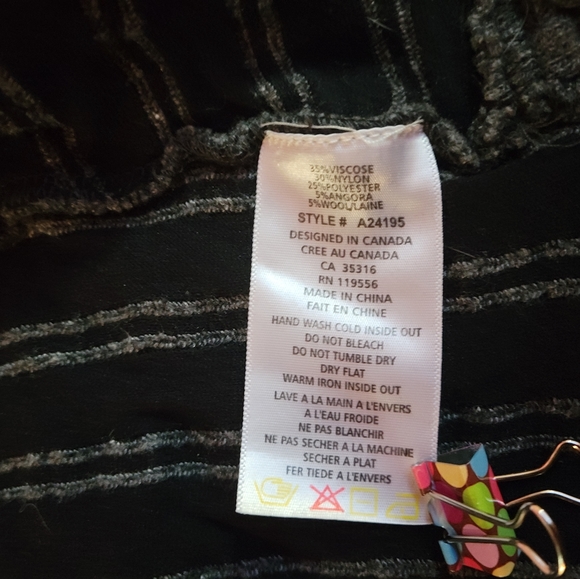 35%VISCOSE
30%NYLON
25%POLYESTER
5%ANGORA
5%WOOL/LAINE
STYLE # A24195
DESIGNED IN CANADA
CREE AU CANADA
CA 35316
RN 119556
MADE IN CHINA
FAIT EN CHINE
HAND WASH COLD INSIDE OUT
DO NOT BLEACH
DO NOT TUMBLE DRY
DRY FLAT
WARM IRON INSIDE OUT
LAVE A LA MAIN A L'ENVERS
A L'EAU FROIDE
NE PAS BLANCHIR
NE PAS SECHER A LA MACHINE
SECHER A PLAT
FER TIEDE A L'ENVERS